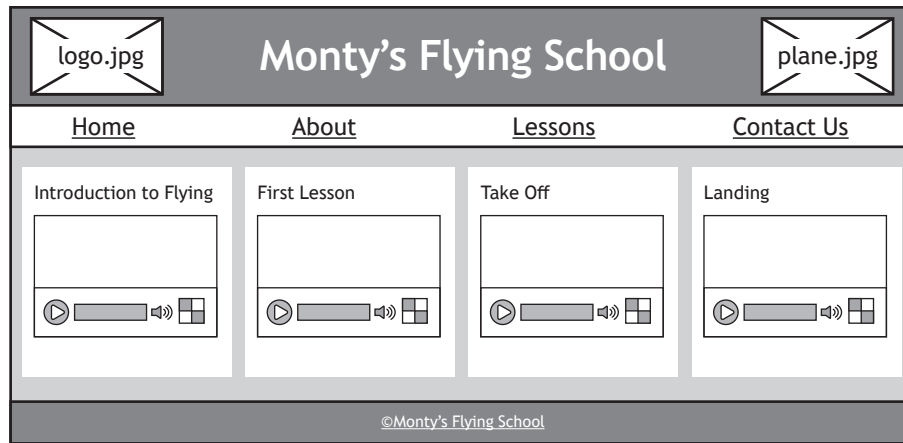 logo.jpg
Monty's Flying School
plane.jpg
Home About Lessons Contact Us
Introduction to Flying
First Lesson
Take Off
Landing
©Monty's Flying School